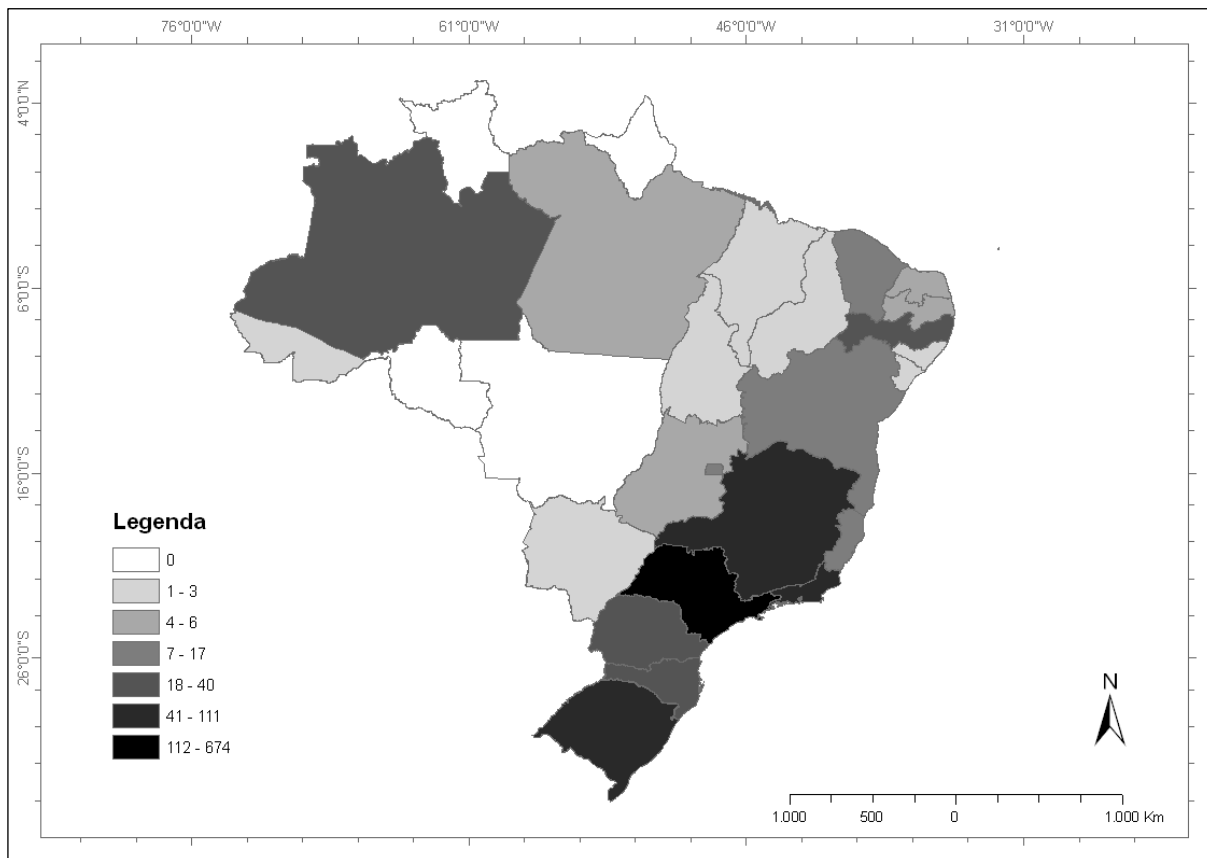 76°0'0"W 61°0'0"W 46°0'0"W 31°0'0"W
4°0'0"N
6°0'0"S
16°0'0"S
26°0'0"S
Legenda
0
1 - 3
4 - 6
7 - 17
18 - 40
41 - 111
112 - 674
N
1.000 500 0 1.000 Km